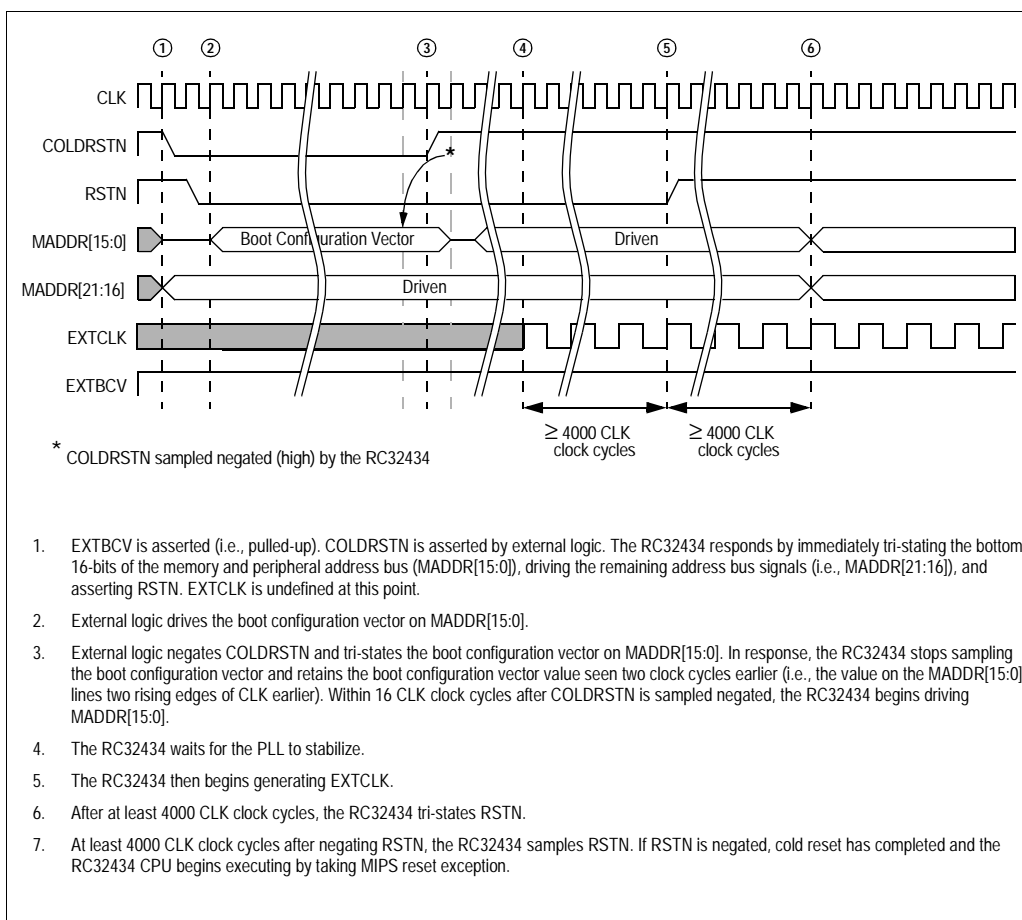 ① ② ③ ④ ⑤ ⑥
CLK
COLDRSTN
*
RSTN
MADDR[15:0] Boot Configuration Vector Driven
MADDR[21:16] Driven
EXTCLK
EXTBCV
≥ 4000 CLK ≥ 4000 CLK
clock cycles clock cycles
* COLDRSTN sampled negated (high) by the RC32434
1. EXTBCV is asserted (i.e., pulled-up). COLDRSTN is asserted by external logic. The RC32434 responds by immediately tri-stating the bottom
16-bits of the memory and peripheral address bus (MADDR[15:0]), driving the remaining address bus signals (i.e., MADDR[21:16]), and
asserting RSTN. EXTCLK is undefined at this point.
2. External logic drives the boot configuration vector on MADDR[15:0].
3. External logic negates COLDRSTN and tri-states the boot configuration vector on MADDR[15:0]. In response, the RC32434 stops sampling
the boot configuration vector and retains the boot configuration vector value seen two clock cycles earlier (i.e., the value on the MADDR[15:0]
lines two rising edges of CLK earlier). Within 16 CLK clock cycles after COLDRSTN is sampled negated, the RC32434 begins driving
MADDR[15:0].
4. The RC32434 waits for the PLL to stabilize.
5. The RC32434 then begins generating EXTCLK.
6. After at least 4000 CLK clock cycles, the RC32434 tri-states RSTN.
7. At least 4000 CLK clock cycles after negating RSTN, the RC32434 samples RSTN. If RSTN is negated, cold reset has completed and the
RC32434 CPU begins executing by taking MIPS reset exception.